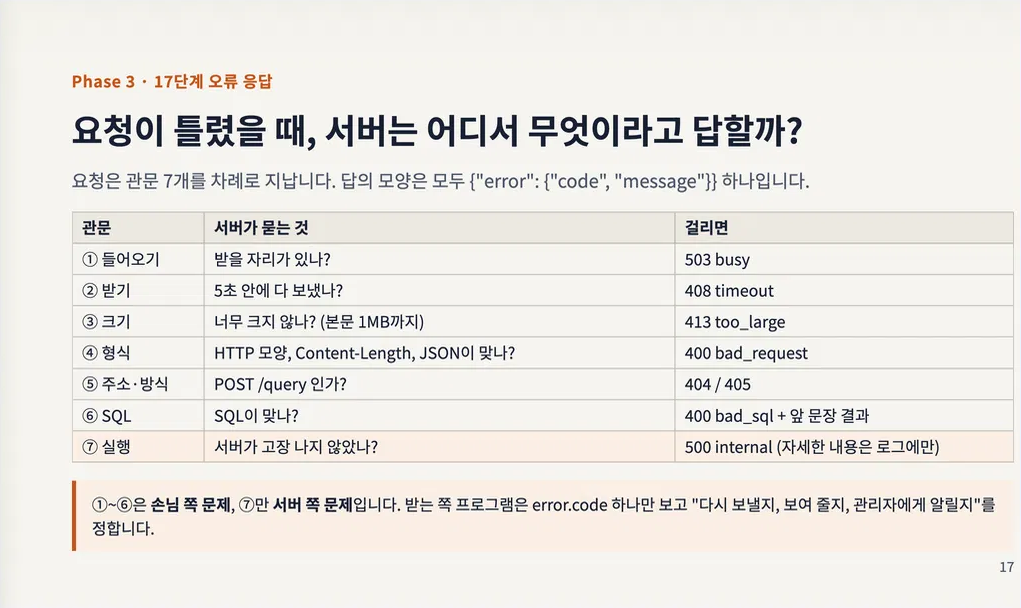 Phase 3 · 17단계 오류 응답
요청이 틀렸을 때, 서버는 어디서 무엇이라고 답할까?
요청은 관문 7개를 차례로 지납니다. 답의 모양은 모두 {"error": {"code", "message"}} 하나입니다.
관문 서버가 묻는 것 걸리면
① 들어오기 받을 자리가 있나? 503 busy
② 받기 5초 안에 다 보냈나? 408 timeout
③ 크기 너무 크지 않나? (본문 1MB까지) 413 too_large
④ 형식 HTTP 모양, Content-Length, JSON이 맞나? 400 bad_request
⑤ 주소·방식 POST /query 인가? 404 / 405
⑥ SQL SQL이 맞나? 400 bad_sql + 앞 문장 결과
⑦ 실행 서버가 고장 나지 않았나? 500 internal (자세한 내용은 로그에만)
①~⑥은 손님 쪽 문제, ⑦만 서버 쪽 문제입니다. 받는 쪽 프로그램은 error.code 하나만 보고 "다시 보낼지, 보여 줄지, 관리자에게 알릴지"를
정합니다.
17